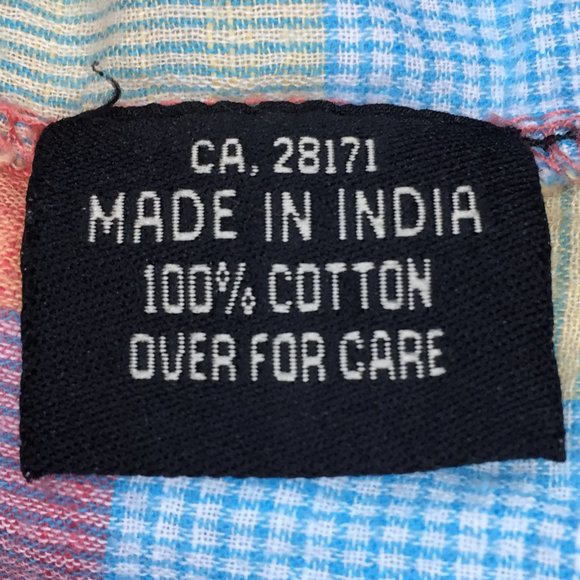 CA, 28171
MADE IN INDIA
100% COTTON
OVER FOR CARE